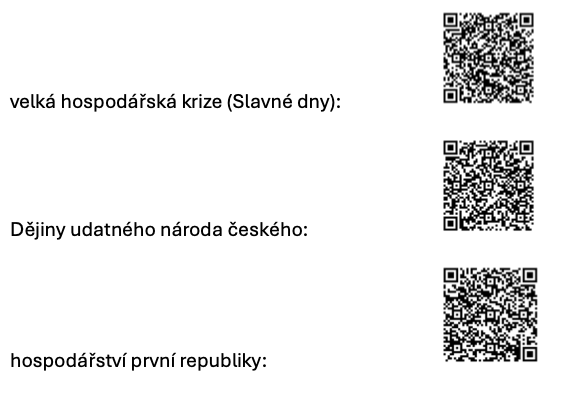 velká hospodářská krize (Slavné dny):
Dějiny udatného národa českého:
hospodářství první republiky: